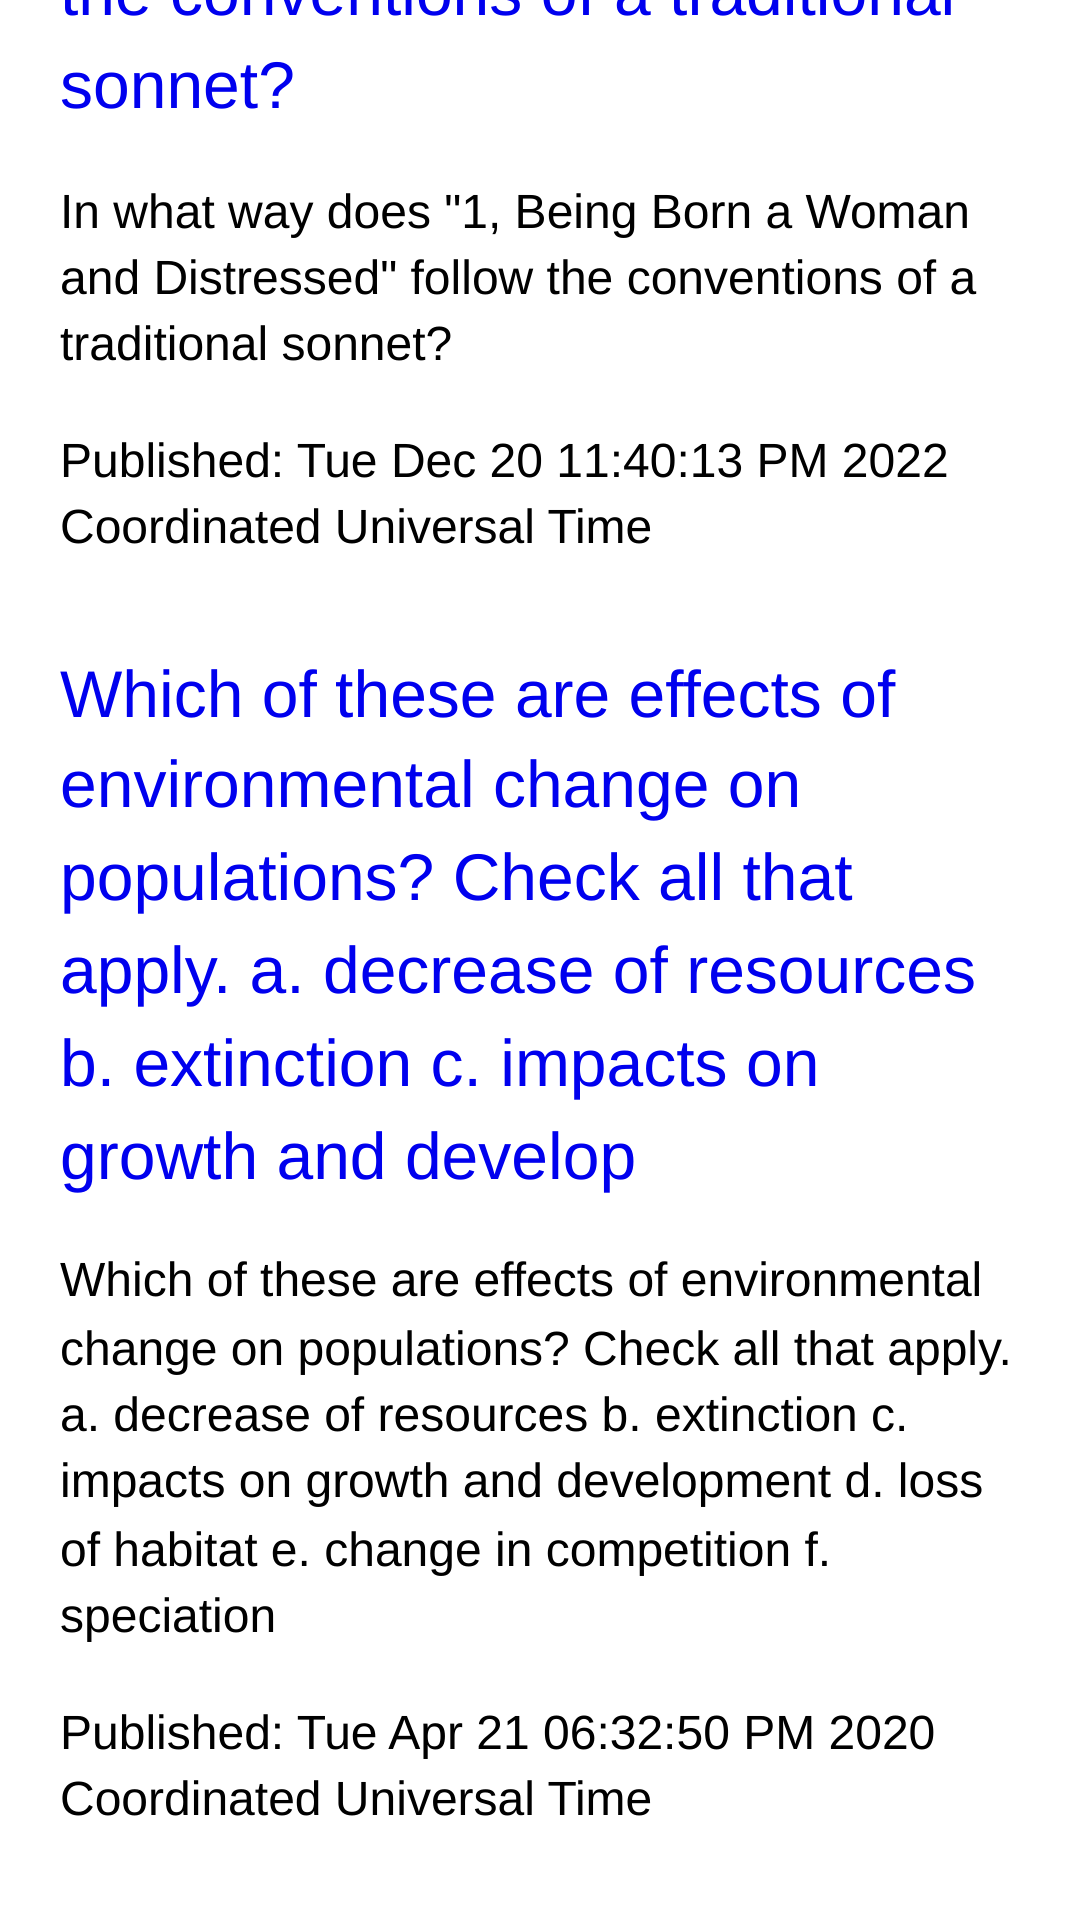 the conventions of a traditional
sonnet?
In what way does "1, Being Born a Woman
and Distressed" follow the conventions of a
traditional sonnet?
Published: Tue Dec 20 11:40:13 PM 2022
Coordinated Universal Time
Which of these are effects of
environmental change on
populations? Check all that
apply. a. decrease of resources
b. extinction c. impacts on
growth and develop
Which of these are effects of environmental
change on populations? Check all that apply.
a. decrease of resources b. extinction c.
impacts on growth and development d. loss
of habitat e. change in competition f.
speciation
Published: Tue Apr 21 06:32:50 PM 2020
Coordinated Universal Time